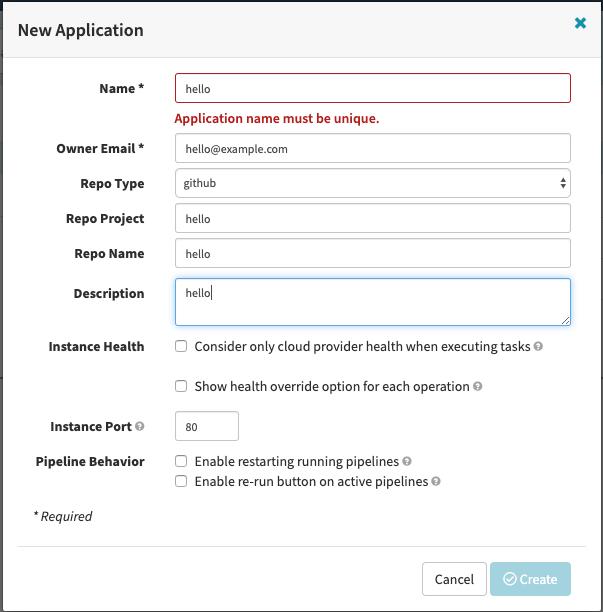 New Application
Name *
hello
Application name must be unique.
Owner Email *
hello@example.com
Repo Type
github
Repo Project
hello
Repo Name
hello
Description
hello
Instance Health
Consider only cloud provider health when executing tasks
Show health override option for each operation
Instance Port
80
Pipeline Behavior
Enable restarting running pipelines
Enable re-run button on active pipelines
* Required
Cancel
Create